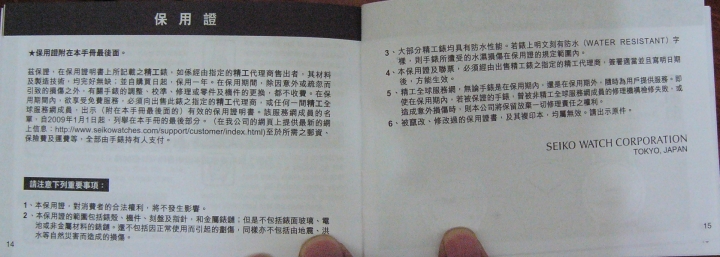 保用證
★保用證附在本手冊最後面。
茲保證，在保用證明書上所記載之精工錶，如係經由指定的精工代理商售出者，其材料
及製造技術，均完好無缺；並自購買日起，保用一年。在保用期間，除因意外或疏忽而
引致的損傷之外，有關手錶的調整、校準，修理或零件及機件的更換，都不收費。在保
用期間內，欲享受免費服務，必須向出售此錶之指定的精工代理商，或任何一間精工全
球服務網成員，出示（附在本手冊最後面的）有效的保用證明書。該服務網成員的名
單，自2009年1月1日起，列舉在本手冊的最後部分。（在我公司的網頁上提供最新的網
上信息：http://www.seikowatches.com/support/customer/index.html)至於所需之郵資、
保險費及運費等，全部由手錶持有人支付。
請注意下列重要事項：
1、本保用證，對消費者的合法權利，將不發生影響。
2、本保用證的範圍包括錶殼、機件、刻盤及指針，和金屬錶鏈；但是不包括錶面玻璃、電
池或非金屬材料的錶鏈。還不包括因正常使用而引起的劃傷，同樣亦不包括由地震、洪
水等自然災害而造成的損傷。
14
3、大部分精工錶均具有防水性能。若錶上明文刻有防水（WATER RESISTANT）字
樣，則手錶所遭受的水濕損傷在保用證的規定範圍內。
4、本保用證及聯票，必須經由出售精工錶之指定的精工代理商，簽署適當並且寫明日期
後，方能生效。
5、精工全球服務網，無論手錶是在保用期內，還是在保用期外，隨時為用戶提供服務。即
使在保用期內，若被保證的手錶，曾被非精工全球服務網成員的修理機構檢修失敗，或
造成意外傷損時，則本公司將保留放棄一切修理責任之權利。
6、被竄改、修改過的保用證書，及其複印本，均屬無效。請出示原件。
SEIKO WATCH CORPORATION
TOKYO, JAPAN
15